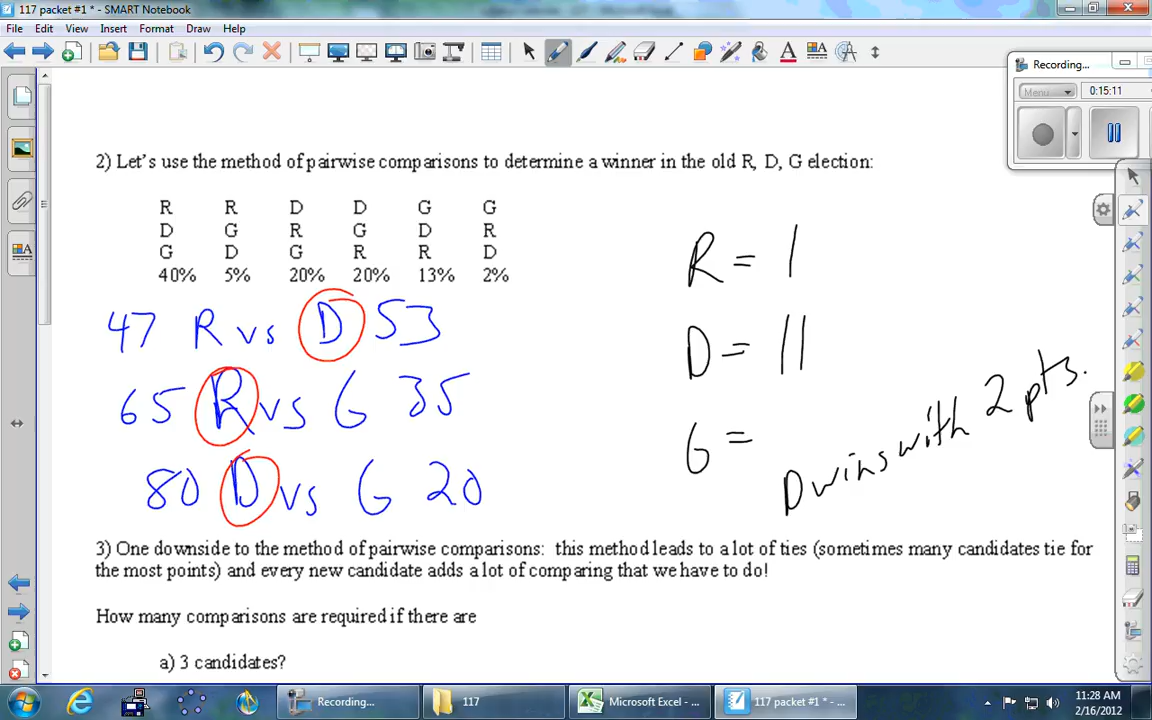 117 packet #1 * - SMART Notebook
File Edit View Insert Format Draw Help
Recording...
Menu
0:15:11
2) Let's use the method of pairwise comparisons to determine a winner in the old R, D, G election:
R R D D G G
D G R G D R
G D G R R D
40% 5% 20% 20% 13% 2%
47 R vs D 53
65 R vs G 35
80 D vs G 20
R = 1
D = 11
G =
D wins with 2 pts.
3) One downside to the method of pairwise comparisons: this method leads to a lot of ties (sometimes many candidates tie for
the most points) and every new candidate adds a lot of comparing that we have to do!
How many comparisons are required if there are
a) 3 candidates?
Recording...
117
Microsoft Excel - ...
117 packet #1 * - ...
11:28 AM
2/16/2012